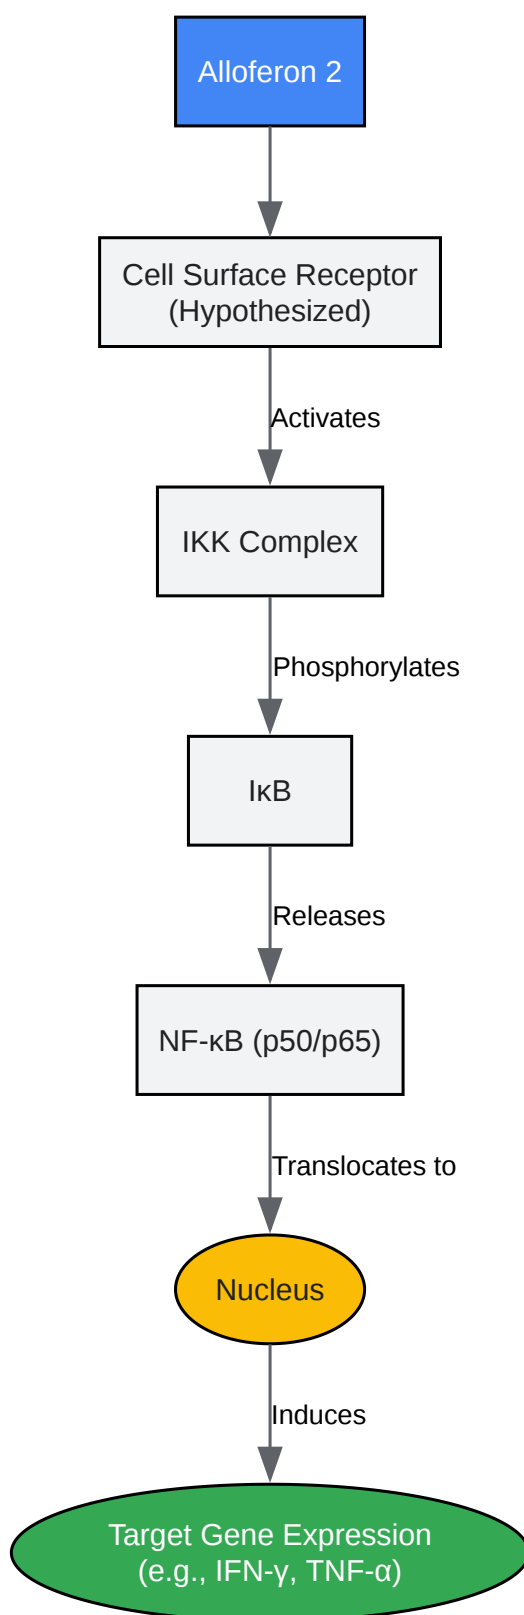 Alloferon 2
Cell Surface Receptor
(Hypothesized)
Activates
IKK Complex
Phosphorylates
IκB
Releases
NF-κB (p50/p65)
Translocates to
Nucleus
Induces
Target Gene Expression
(e.g., IFN-γ, TNF-α)